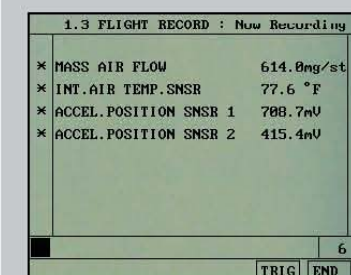 1.3 FLIGHT RECORD : Now Recording
* MASS AIR FLOW 614.0mg/st
* INT.AIR TEMP.SNSR 77.6 °F
* ACCEL.POSITION SNSR 1 708.7mV
* ACCEL.POSITION SNSR 2 415.4mV
6
TRIG END